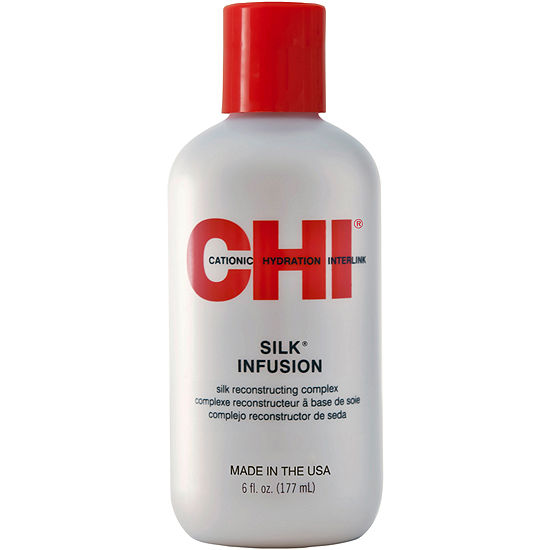 CHI®
CATIONIC HYDRATION INTERLINK
SILK®
INFUSION
silk reconstructing complex
complexe reconstructeur à base de soie
complejo reconstructor de seda
MADE IN THE USA
6 fl. oz. (177 mL)